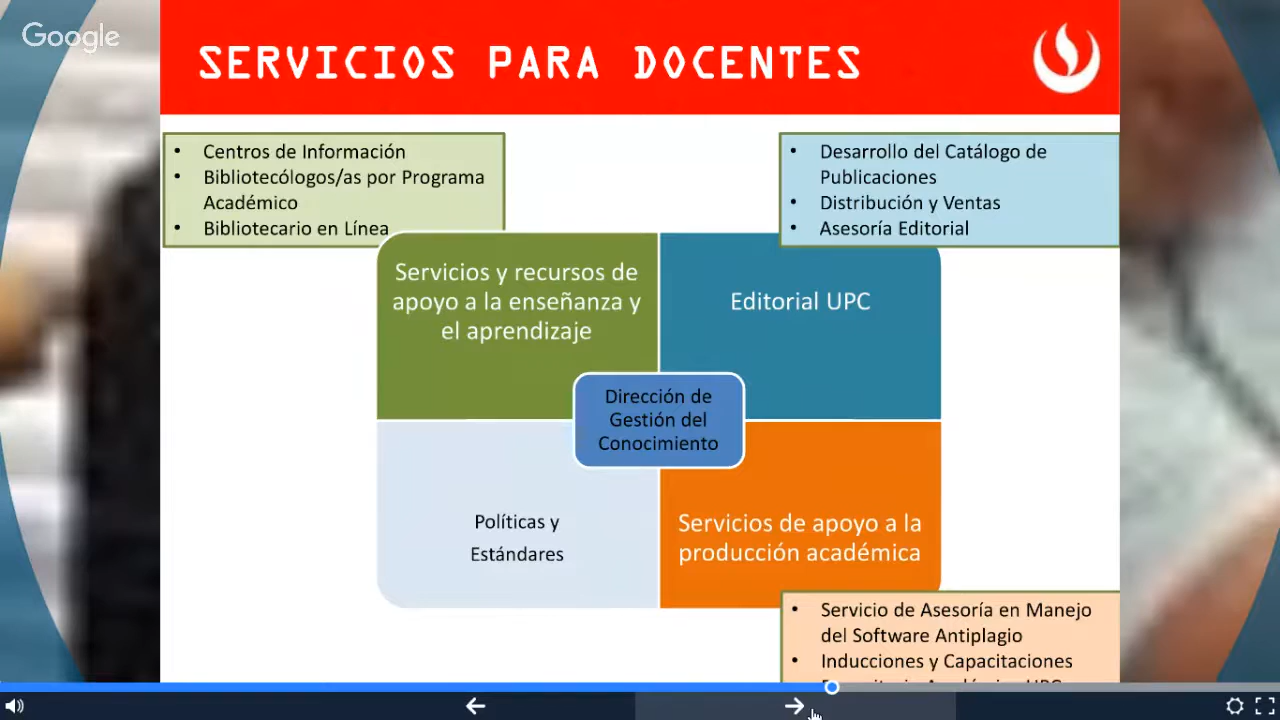 Google
SERVICIOS PARA DOCENTES
• Centros de Información
• Bibliotecólogos/as por Programa
Académico
• Bibliotecario en Línea
• Desarrollo del Catálogo de
Publicaciones
• Distribución y Ventas
• Asesoría Editorial
Servicios y recursos de
apoyo a la enseñanza y
el aprendizaje
Editorial UPC
Dirección de
Gestión del
Conocimiento
Políticas y
Estándares
Servicios de apoyo a la
producción académica
• Servicio de Asesoría en Manejo
del Software Antiplagio
• Inducciones y Capacitaciones